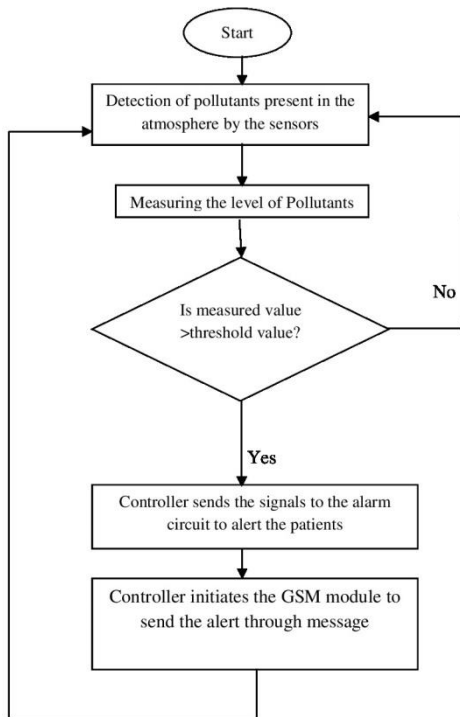 Start
Detection of pollutants present in the
atmosphere by the sensors
Measuring the level of Pollutants
Is measured value
>threshold value?
No
Yes
Controller sends the signals to the alarm
circuit to alert the patients
Controller initiates the GSM module to
send the alert through message